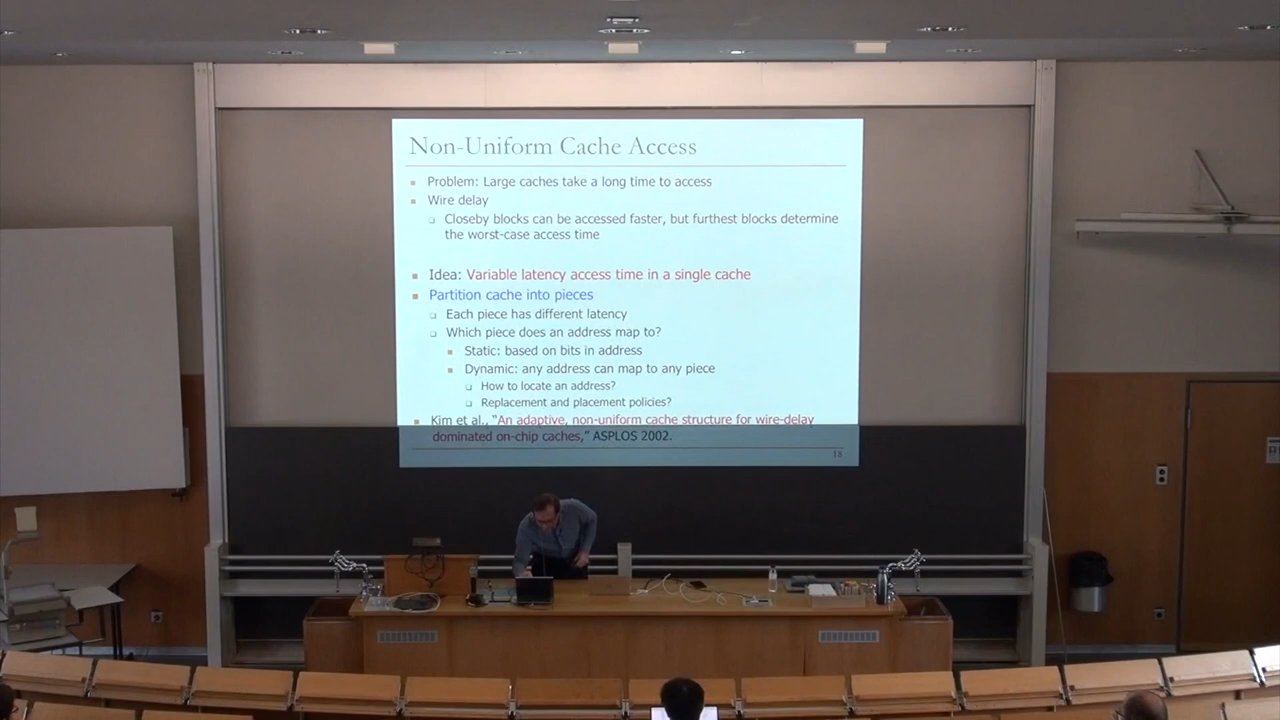 Non-Uniform Cache Access
Problem: Large caches take a long time to access
Wire delay
Closeby blocks can be accessed faster, but furthest blocks determine
the worst-case access time
Idea: Variable latency access time in a single cache
Partition cache into pieces
Each piece has different latency
Which piece does an address map to?
Static: based on bits in address
Dynamic: any address can map to any piece
How to locate an address?
Replacement and placement policies?
Kim et al., “An adaptive, non-uniform cache structure for wire-delay
dominated on-chip caches,” ASPLOS 2002.
18